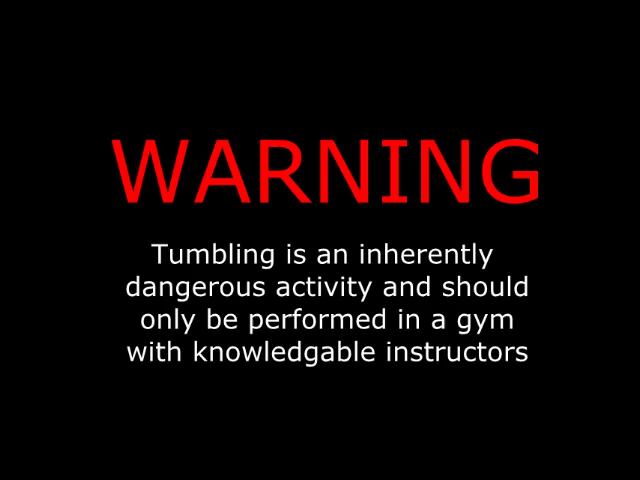 WARNING
Tumbling is an inherently
dangerous activity and should
only be performed in a gym
with knowledgable instructors